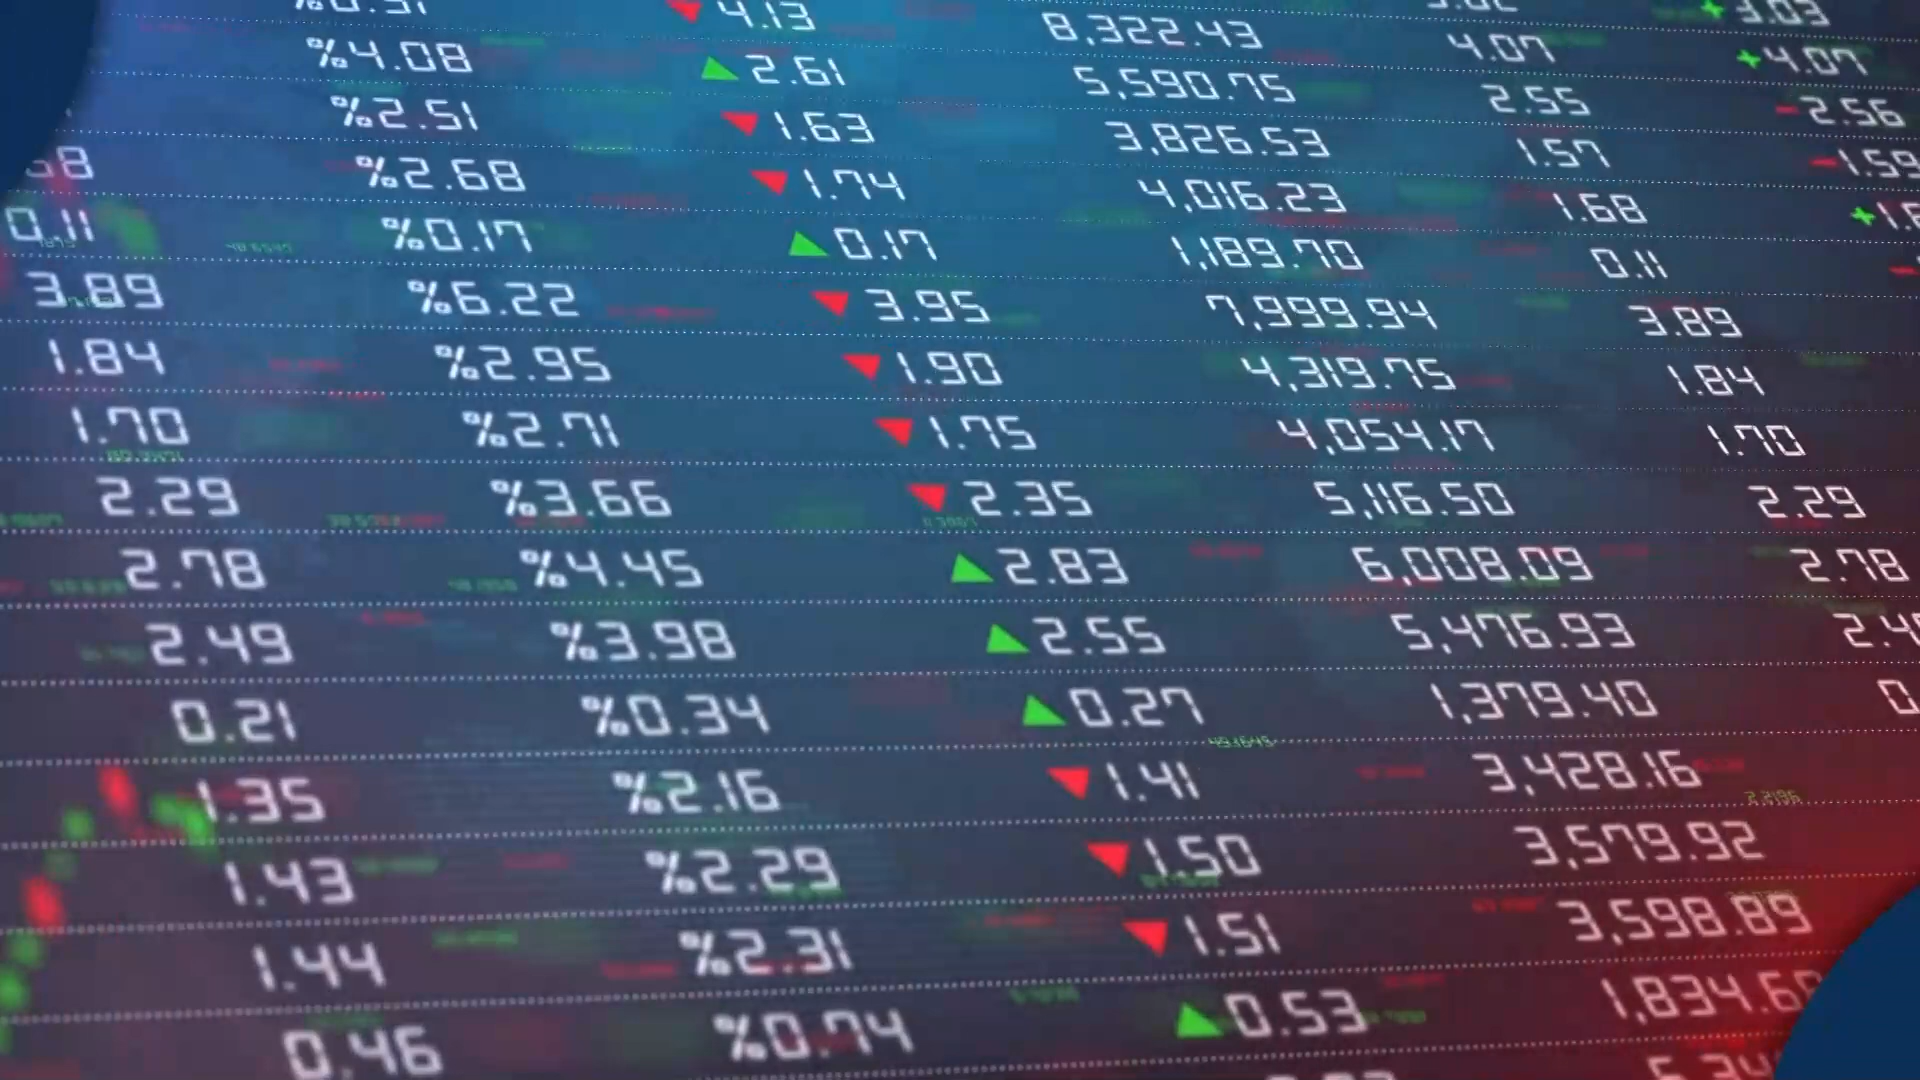 4.13 8,322.43 4.07 +4.07
%4.08 2.61 5,590.75 2.55 -2.56
%2.51 1.63 3,826.53 1.57 -1.59
%2.68 1.74 4,016.23 1.68
0.11 %0.17 0.17 1,189.70 0.11
3.89 %6.22 3.95 7,999.94 3.89
1.84 %2.95 1.90 4,319.75 1.84
1.70 %2.71 1.75 4,054.17 1.70
2.29 %3.66 2.35 5,116.50 2.29
2.78 %4.45 2.83 6,008.09 2.78
2.49 %3.98 2.55 5,476.93
0.21 %0.34 0.27 1,379.40
1.35 %2.16 1.41 3,428.16
1.43 %2.29 1.50 3,579.92
1.44 %2.31 1.51 3,598.89
0.46 %0.74 0.53